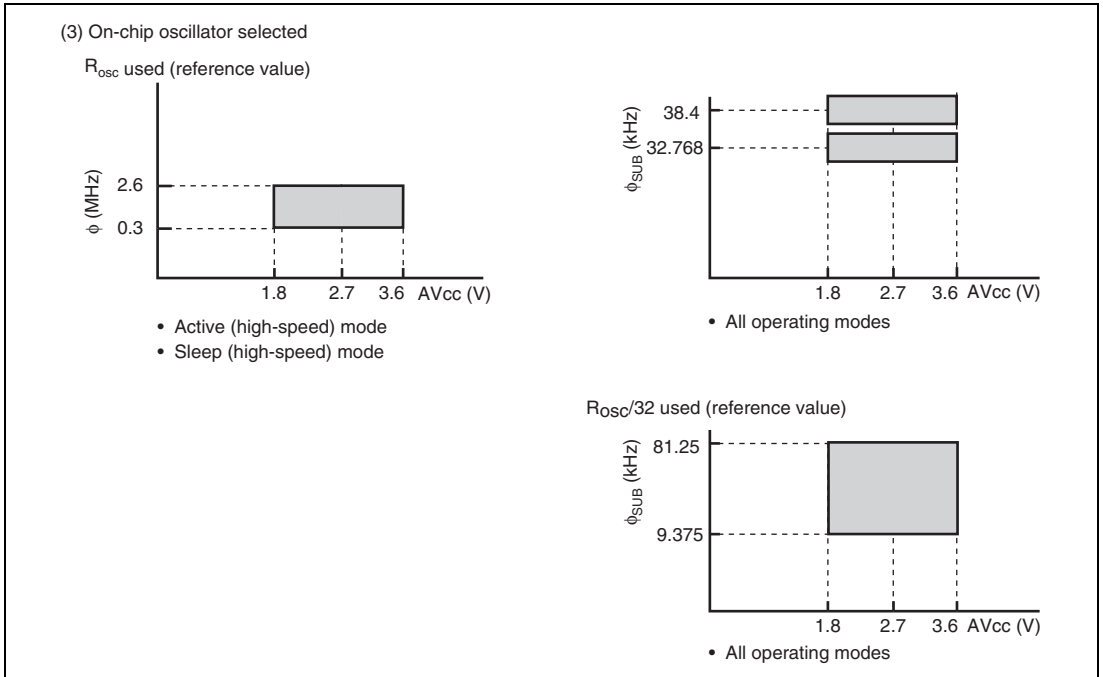 (3) On-chip oscillator selected
Rosc used (reference value)
ϕ (MHz)
2.6
0.3
1.8 2.7 3.6 AVcc (V)
• Active (high-speed) mode
• Sleep (high-speed) mode
ϕSUB (kHz)
38.4
32.768
1.8 2.7 3.6 AVcc (V)
• All operating modes
ROSC/32 used (reference value)
ϕSUB (kHz)
81.25
9.375
1.8 2.7 3.6 AVcc (V)
• All operating modes